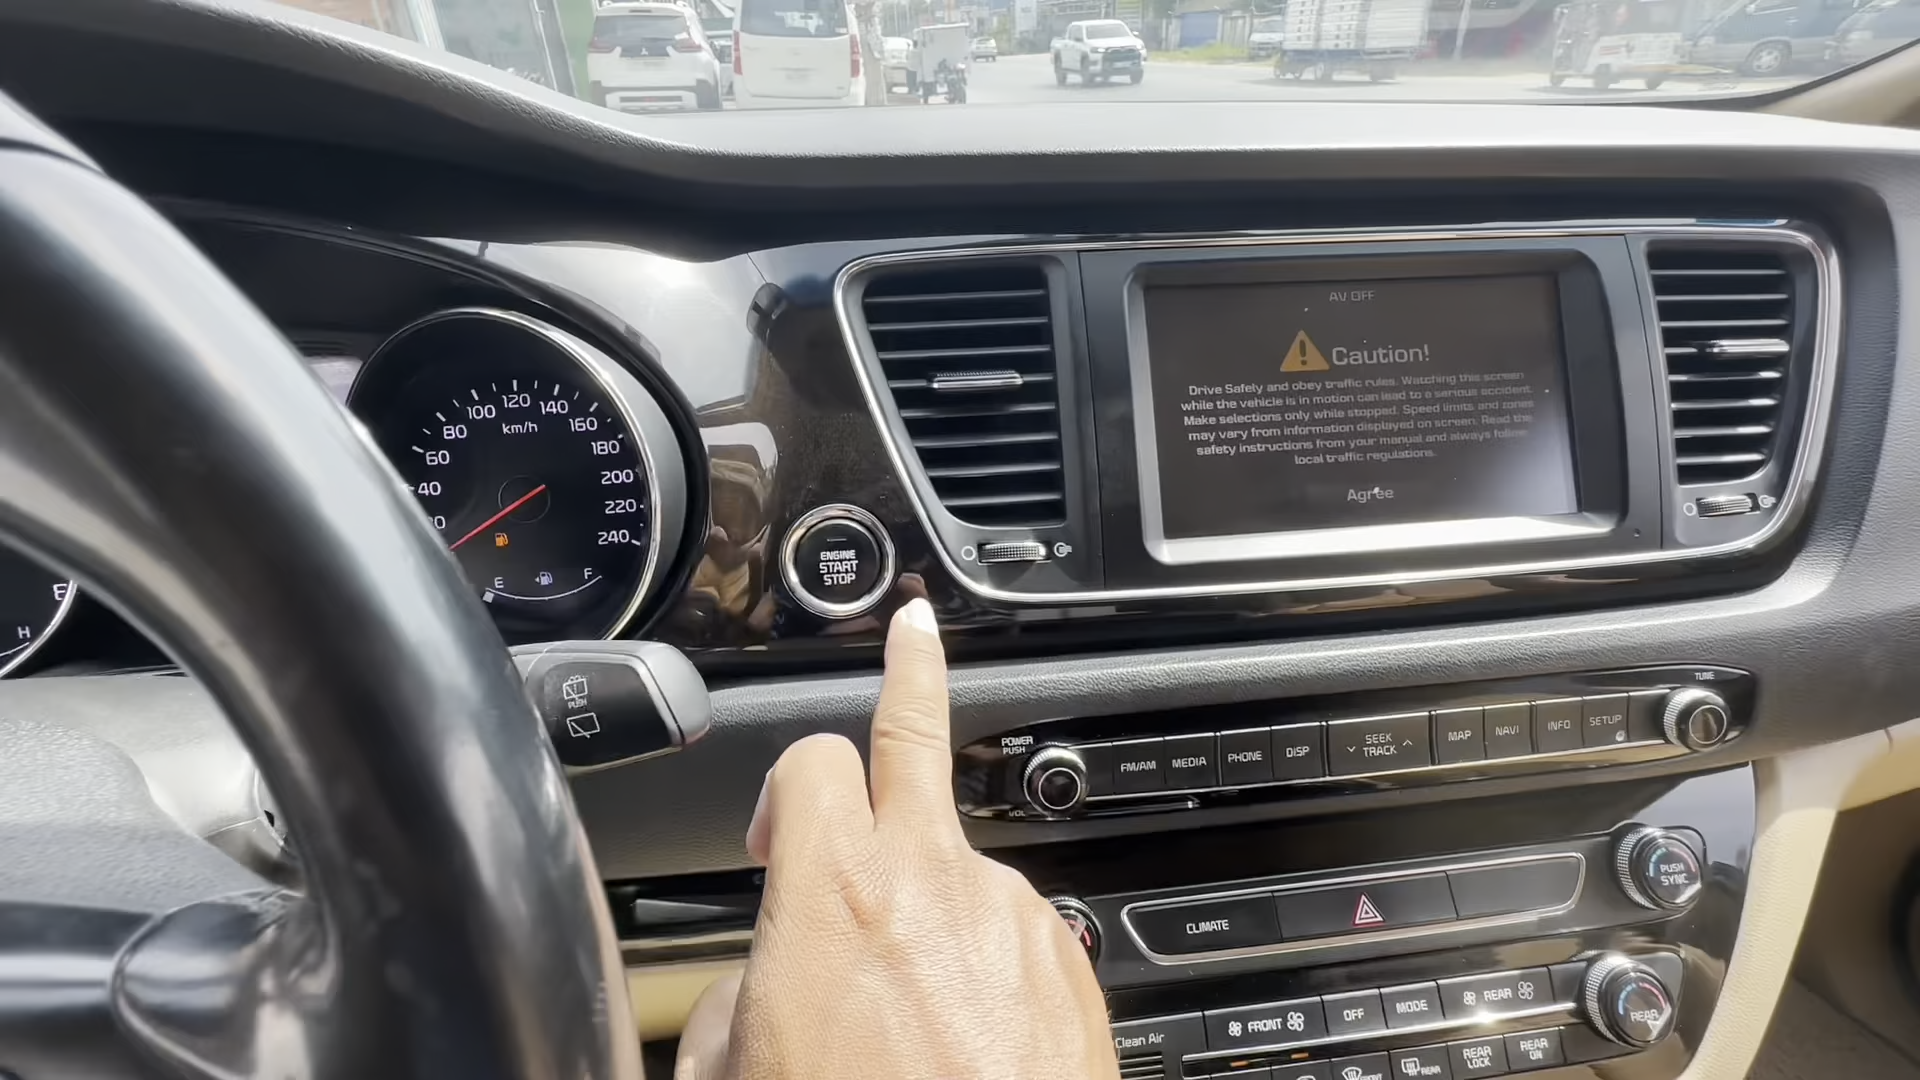 AV OFF
Caution!
Drive Safely and obey traffic rules. Watching this screen
while the vehicle is in motion can lead to a serious accident.
Make selections only while stopped. Speed limits and zones
may vary from information displayed on screen. Read the
safety instructions from your manual and always follow
local traffic regulations.
Agree
40
60
80
100
120
140
160
180
200
220
240
km/h
E
F
E
H
ENGINE
START
STOP
PUSH
POWER
PUSH
VOL
FM/AM
MEDIA
PHONE
DISP
SEEK
TRACK
MAP
NAVI
INFO
SETUP
TUNE
CLIMATE
PUSH
SYNC
Clean Air
FRONT
OFF
MODE
REAR
REAR
FRONT
REAR
REAR
LOCK
REAR
ON